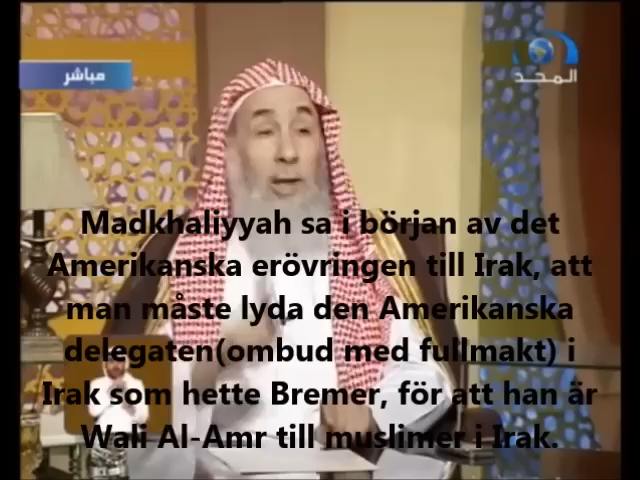 مباشر
المجد
Madkhaliyyah sa i början av det
Amerikanska erövringen till Irak, att
man måste lyda den Amerikanska
delegaten(ombud med fullmakt) i
Irak som hette Bremer, för att han är
Wali Al-Amr till muslimer i Irak.